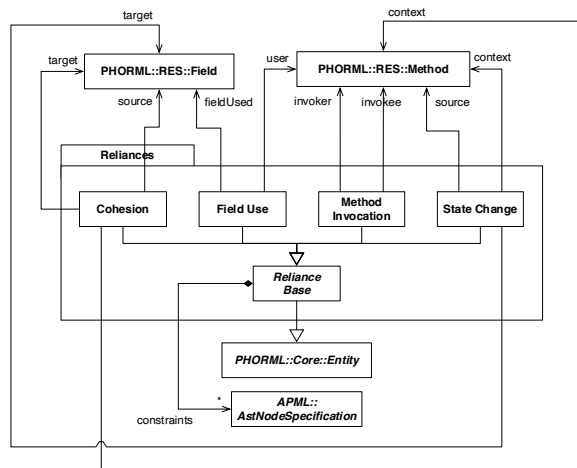 target
context
target
PHORML::RES::Field
user
PHORML::RES::Method
context
source
fieldUsed
invoker
invokee
source
Reliances
Cohesion
Field Use
Method
Invocation
State Change
Reliance
Base
PHORML::Core::Entity
*
APML::
AstNodeSpecification
constraints